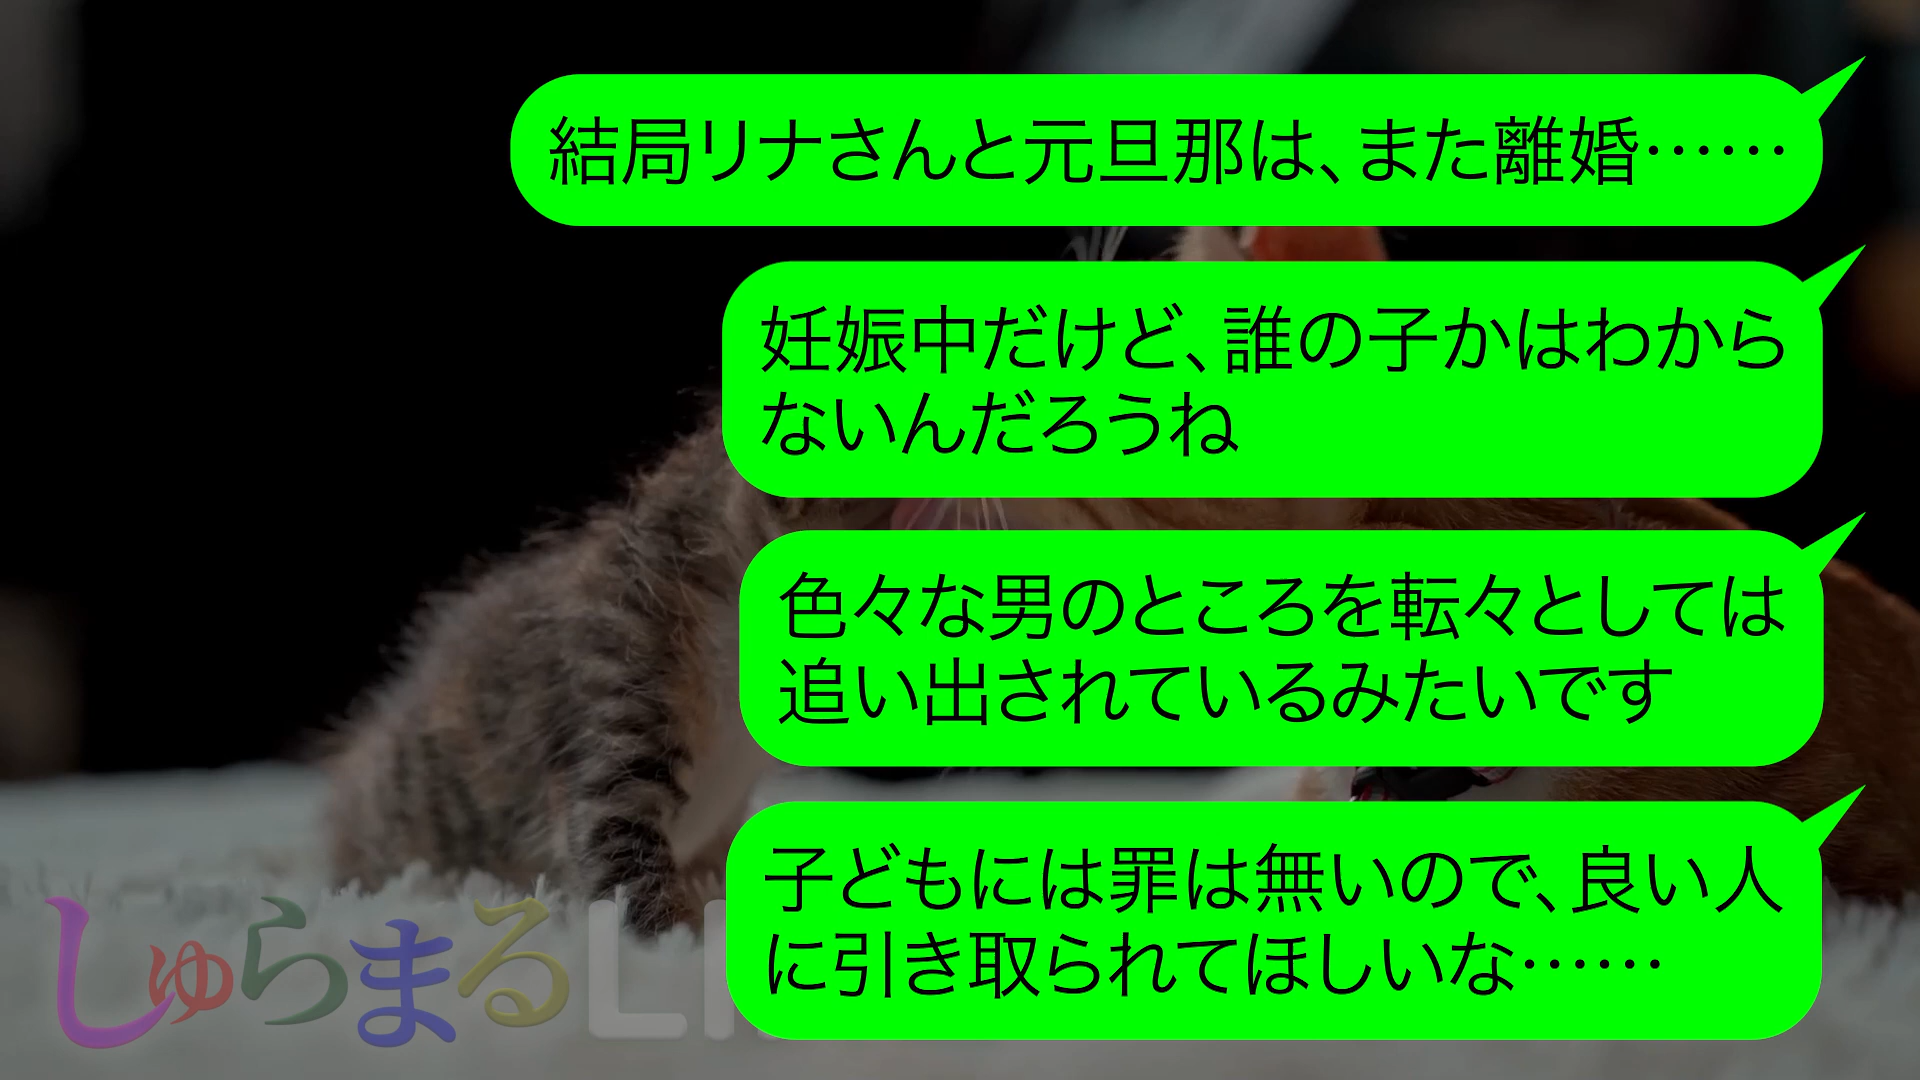 結局リナさんと元旦那は、また離婚……
妊娠中だけど、誰の子かはわから
ないんだろうね
色々な男のところを転々としては
追い出されているみたいです
子どもには罪は無いので、良い人
に引き取られてほしいな……
しゅらまるLI